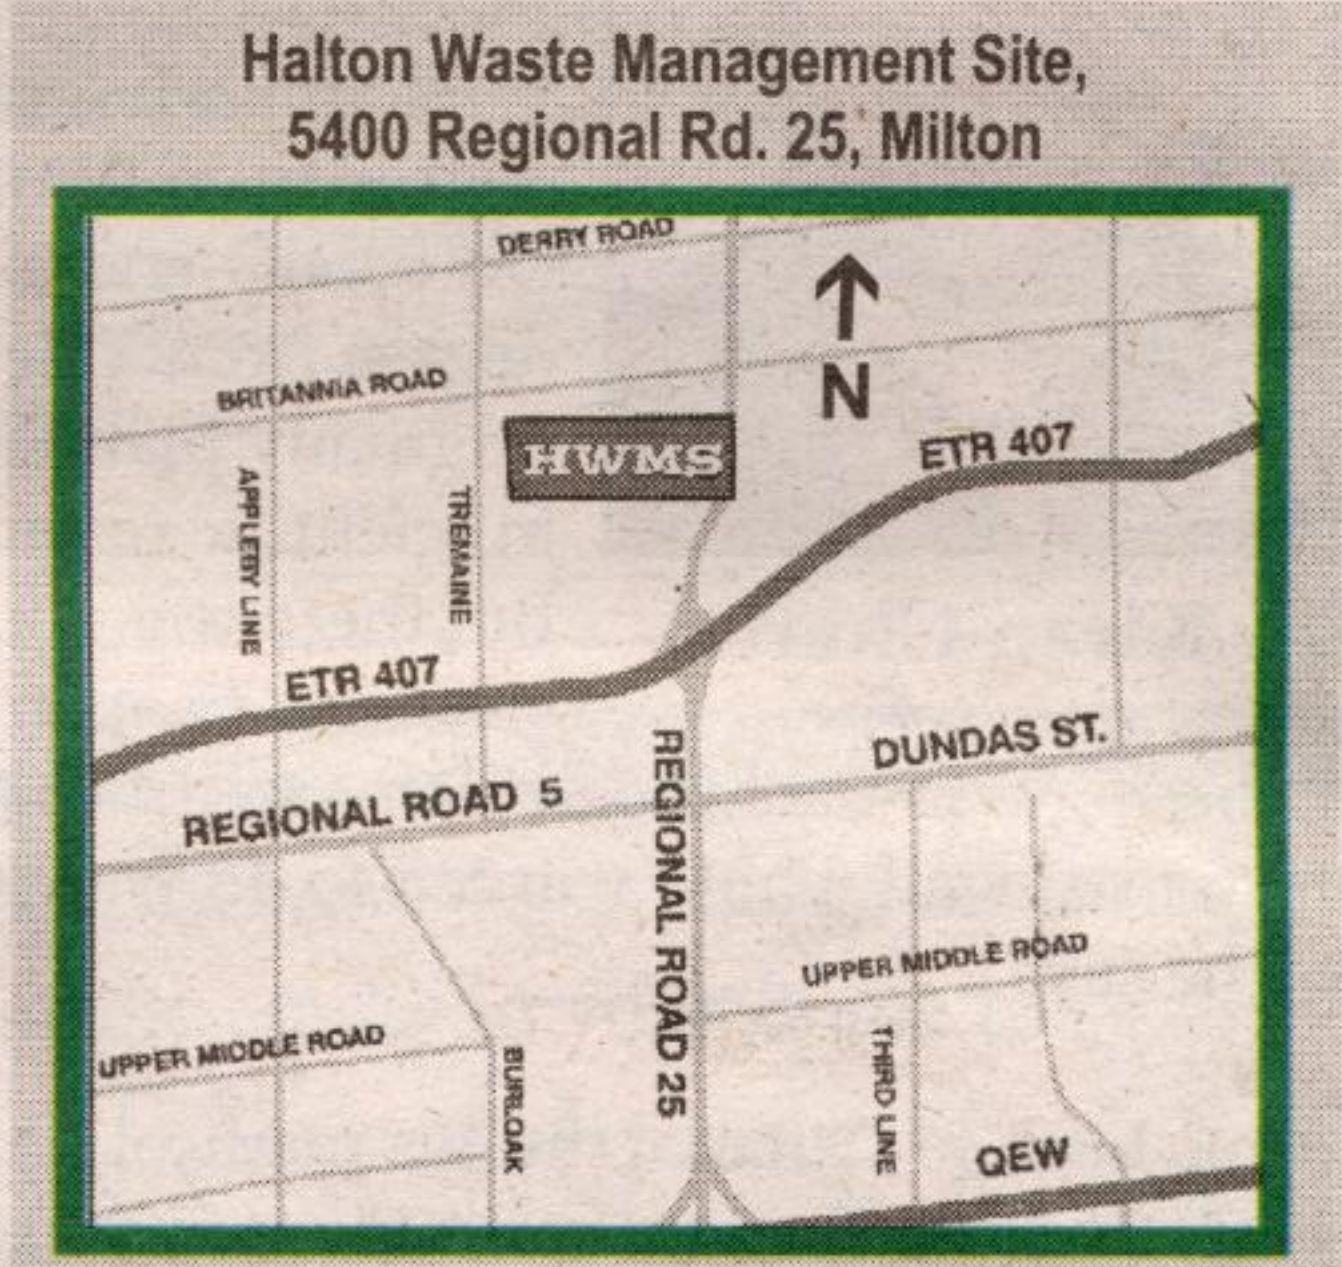 Halton Waste Management Site,
5400 Regional Rd. 25, Milton
DERRY ROAD
N
BRITANNIA ROAD
HWMS
ETR 407
APPLEBY LINE
TREMAINE
ETR 407
DUNDAS ST.
REGIONAL ROAD 5
REGIONAL ROAD 25
UPPER MIDDLE ROAD
UPPER MIDDLE ROAD
BURLOAK
THIRD LINE
QEW